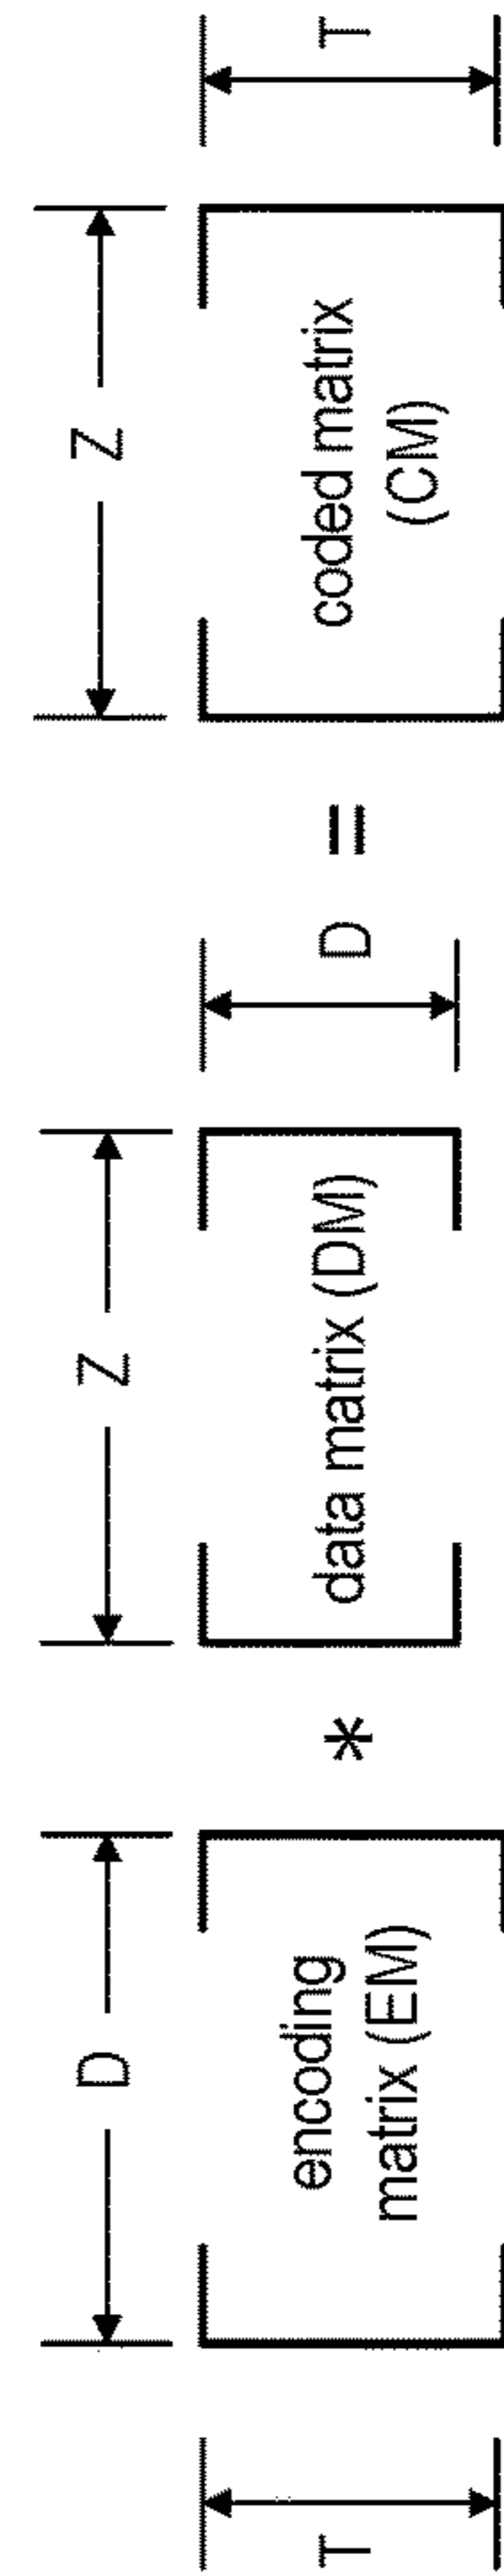 T
D
encoding
matrix (EM)
*
Z
data matrix (DM)
D
=
Z
coded matrix
(CM)
T